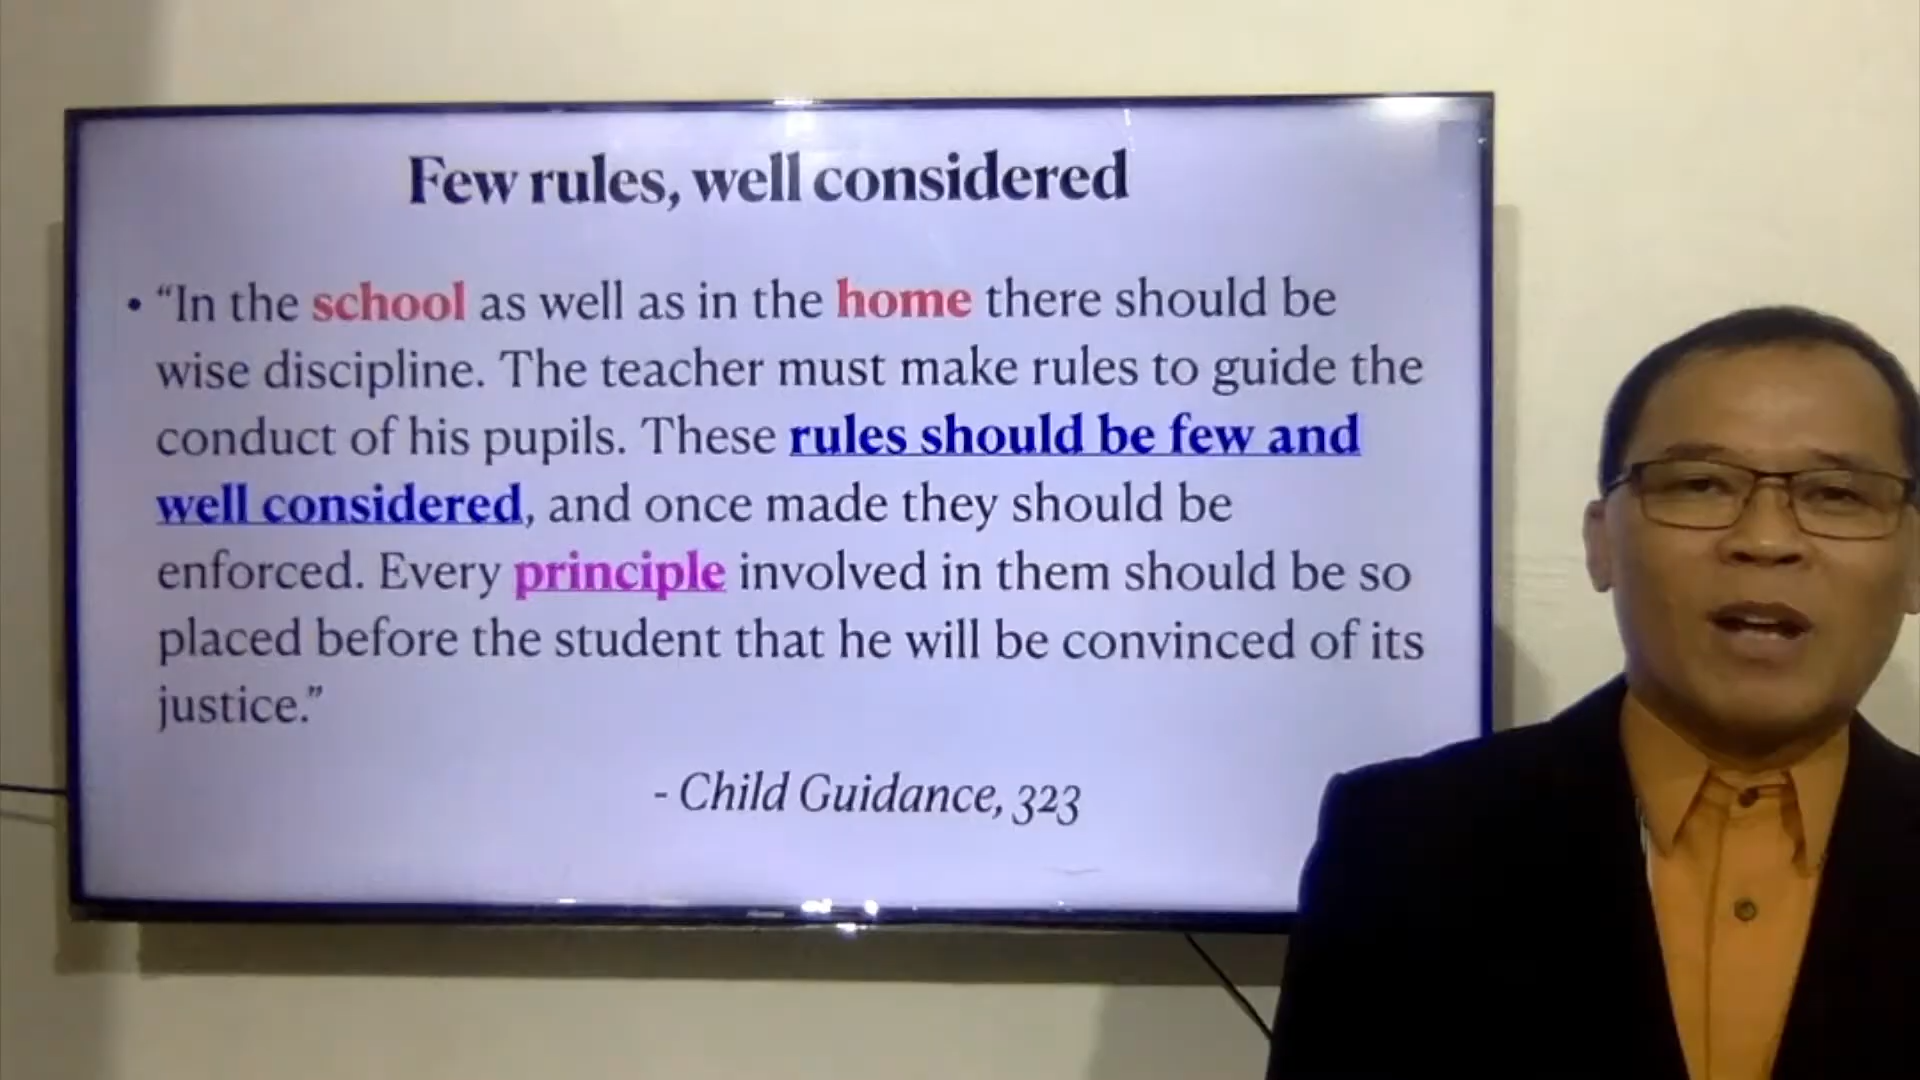 Few rules, well considered
• “In the school as well as in the home there should be
wise discipline. The teacher must make rules to guide the
conduct of his pupils. These rules should be few and
well considered, and once made they should be
enforced. Every principle involved in them should be so
placed before the student that he will be convinced of its
justice.”
- Child Guidance, 323